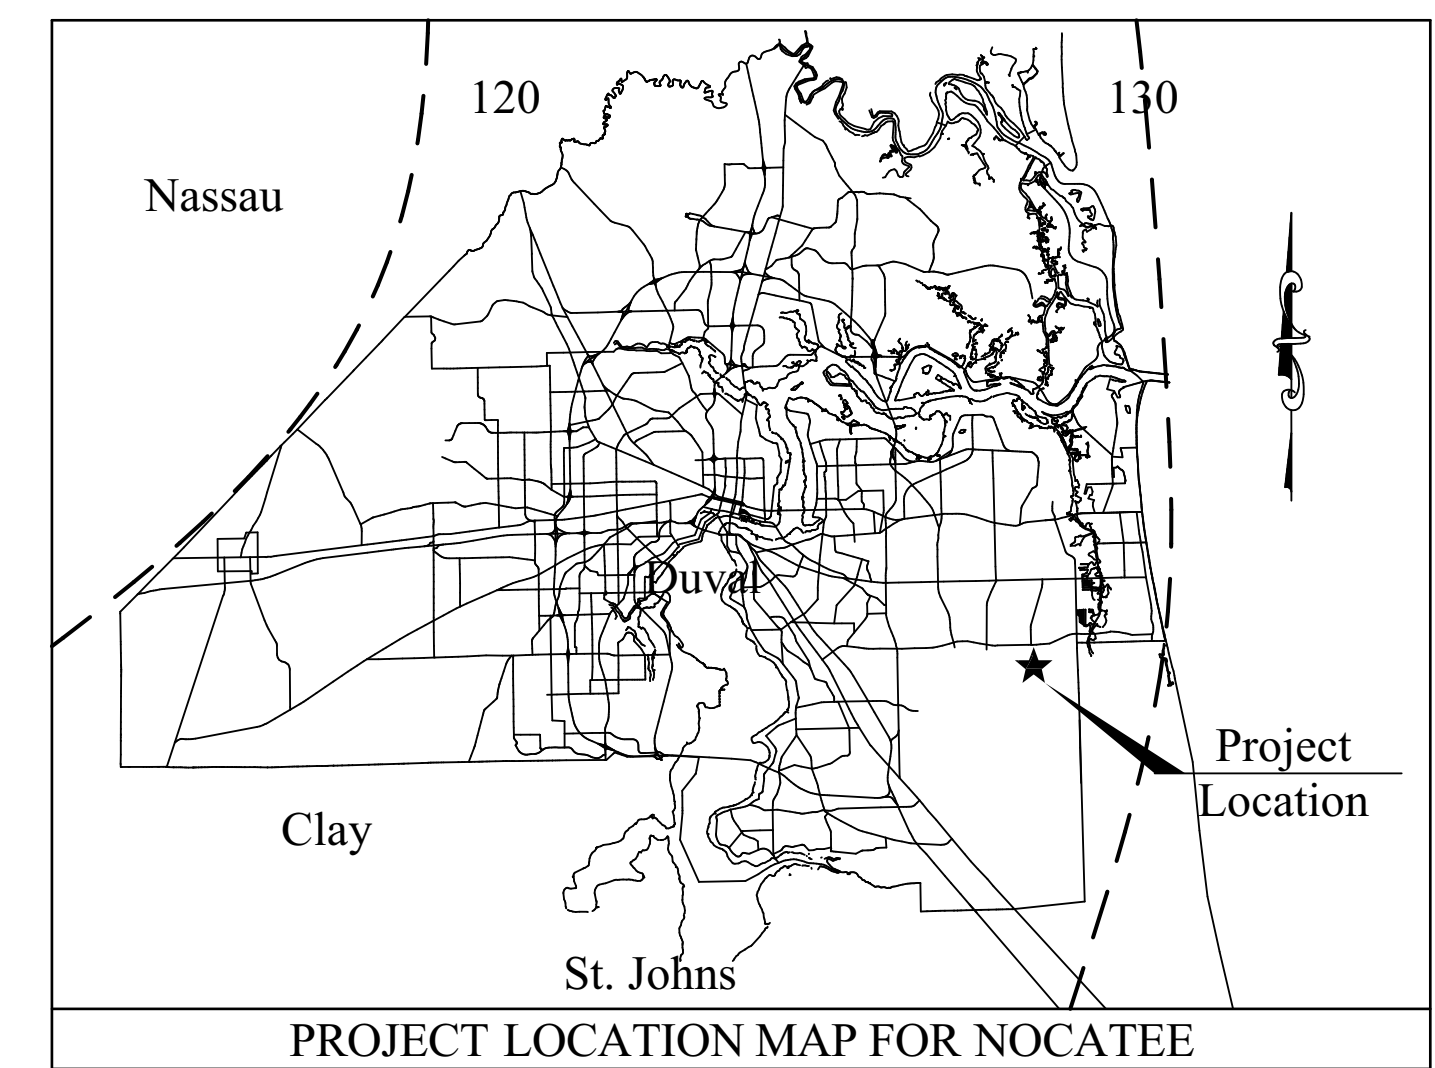 120
130
Nassau
Duval
Project
Location
Clay
St. Johns
PROJECT LOCATION MAP FOR NOCATEE